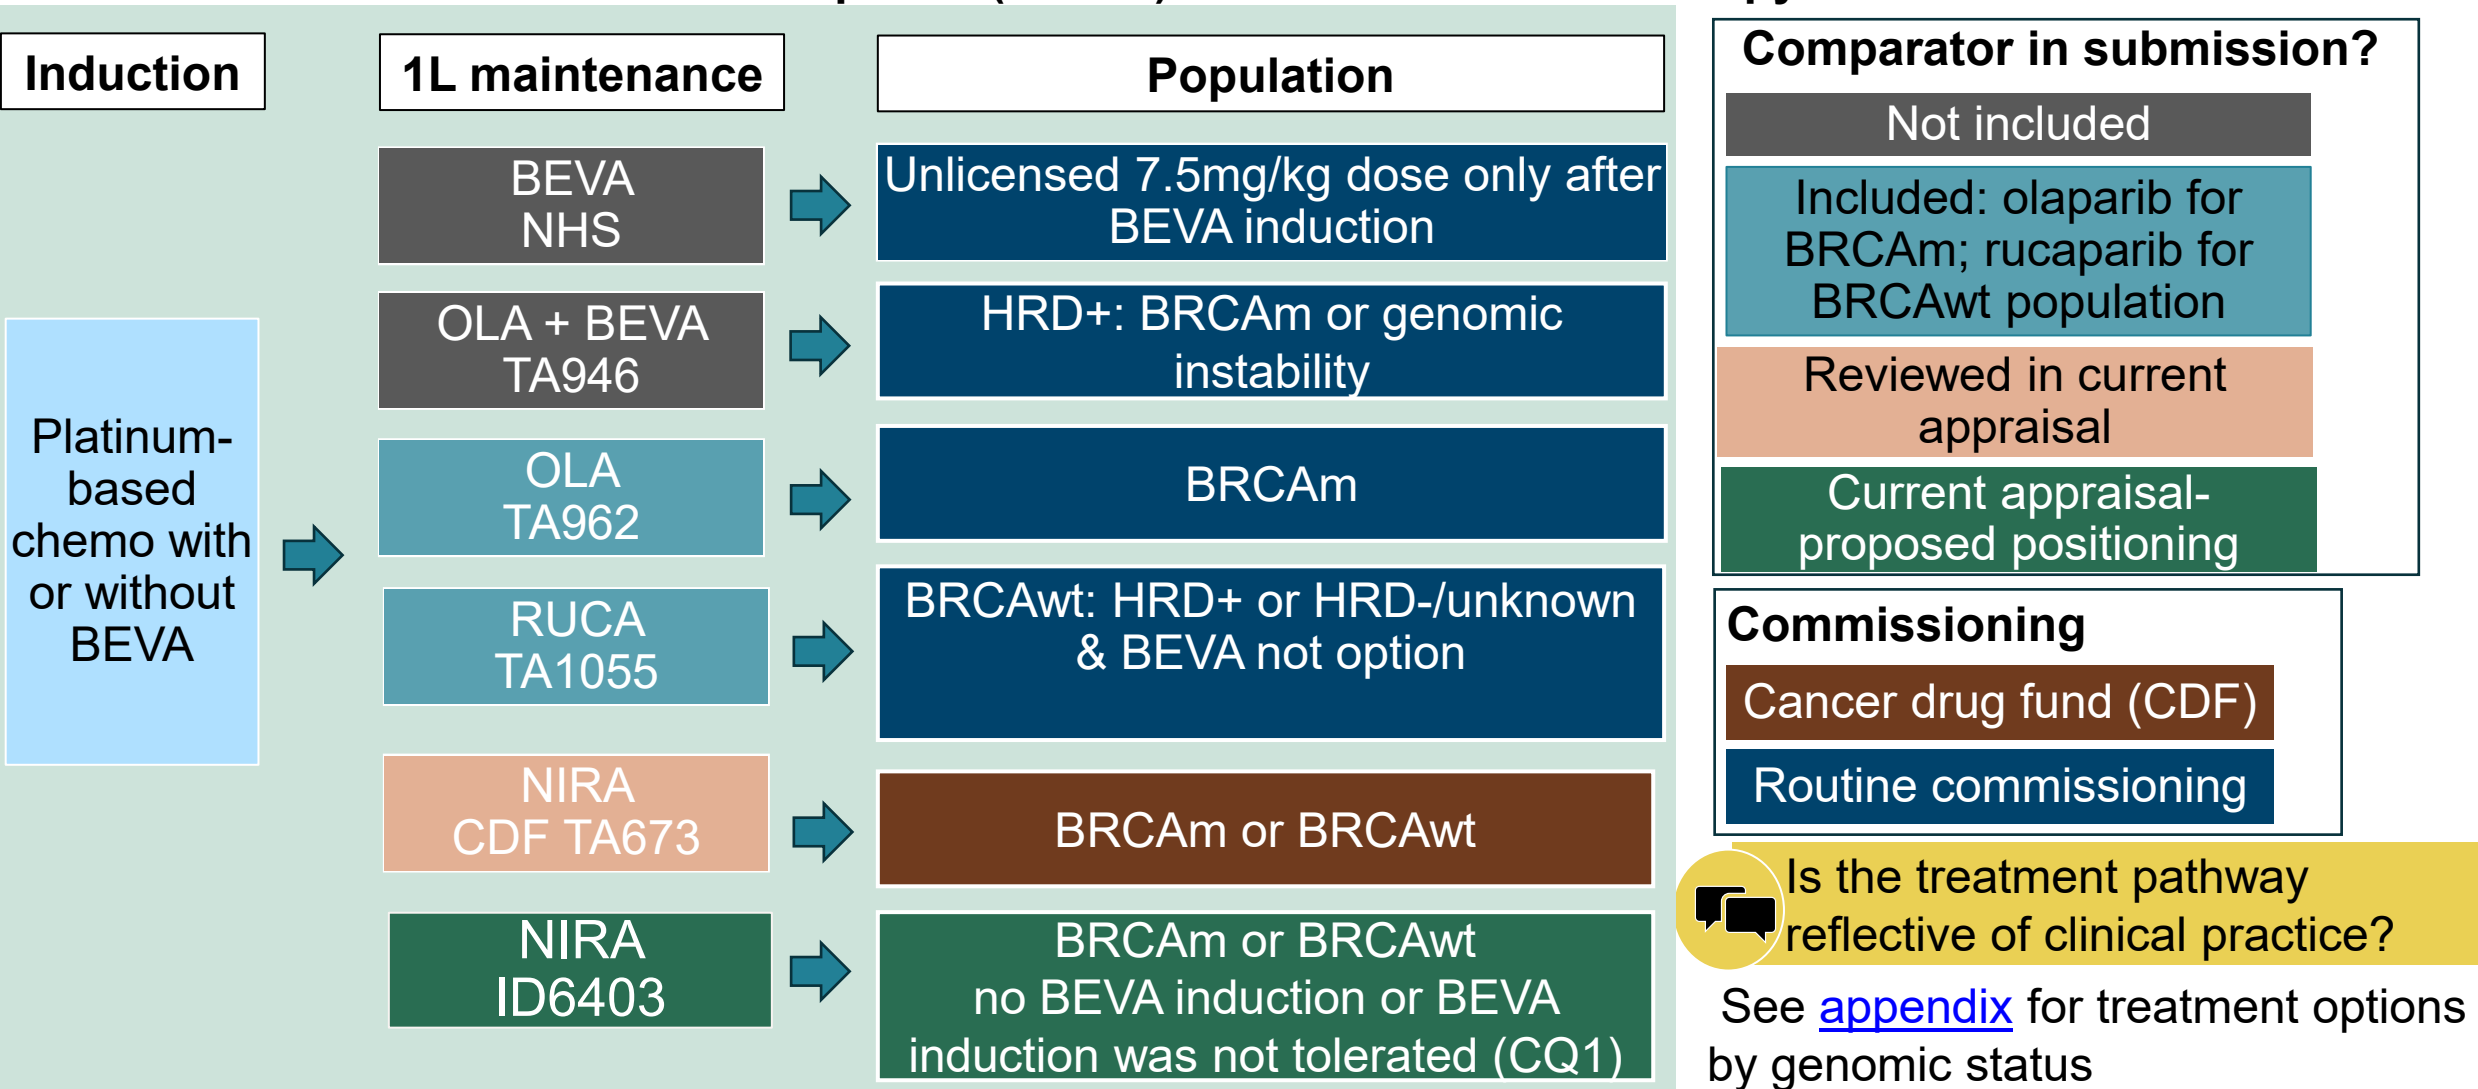 Induction
1L maintenance
Population
Platinum-
based
chemo with
or without
BEVA
BEVA
NHS
Unlicensed 7.5mg/kg dose only after
BEVA induction
OLA + BEVA
TA946
HRD+: BRCAm or genomic
instability
OLA
TA962
BRCAm
RUCA
TA1055
BRCAwt: HRD+ or HRD-/unknown
& BEVA not option
NIRA
CDF TA673
BRCAm or BRCAwt
NIRA
ID6403
BRCAm or BRCAwt
no BEVA induction or BEVA
induction was not tolerated (CQ1)
Comparator in submission?
Not included
Included: olaparib for
BRCAm; rucaparib for
BRCAwt population
Reviewed in current
appraisal
Current appraisal-
proposed positioning
Commissioning
Cancer drug fund (CDF)
Routine commissioning
Is the treatment pathway
reflective of clinical practice?
See appendix for treatment options
by genomic status